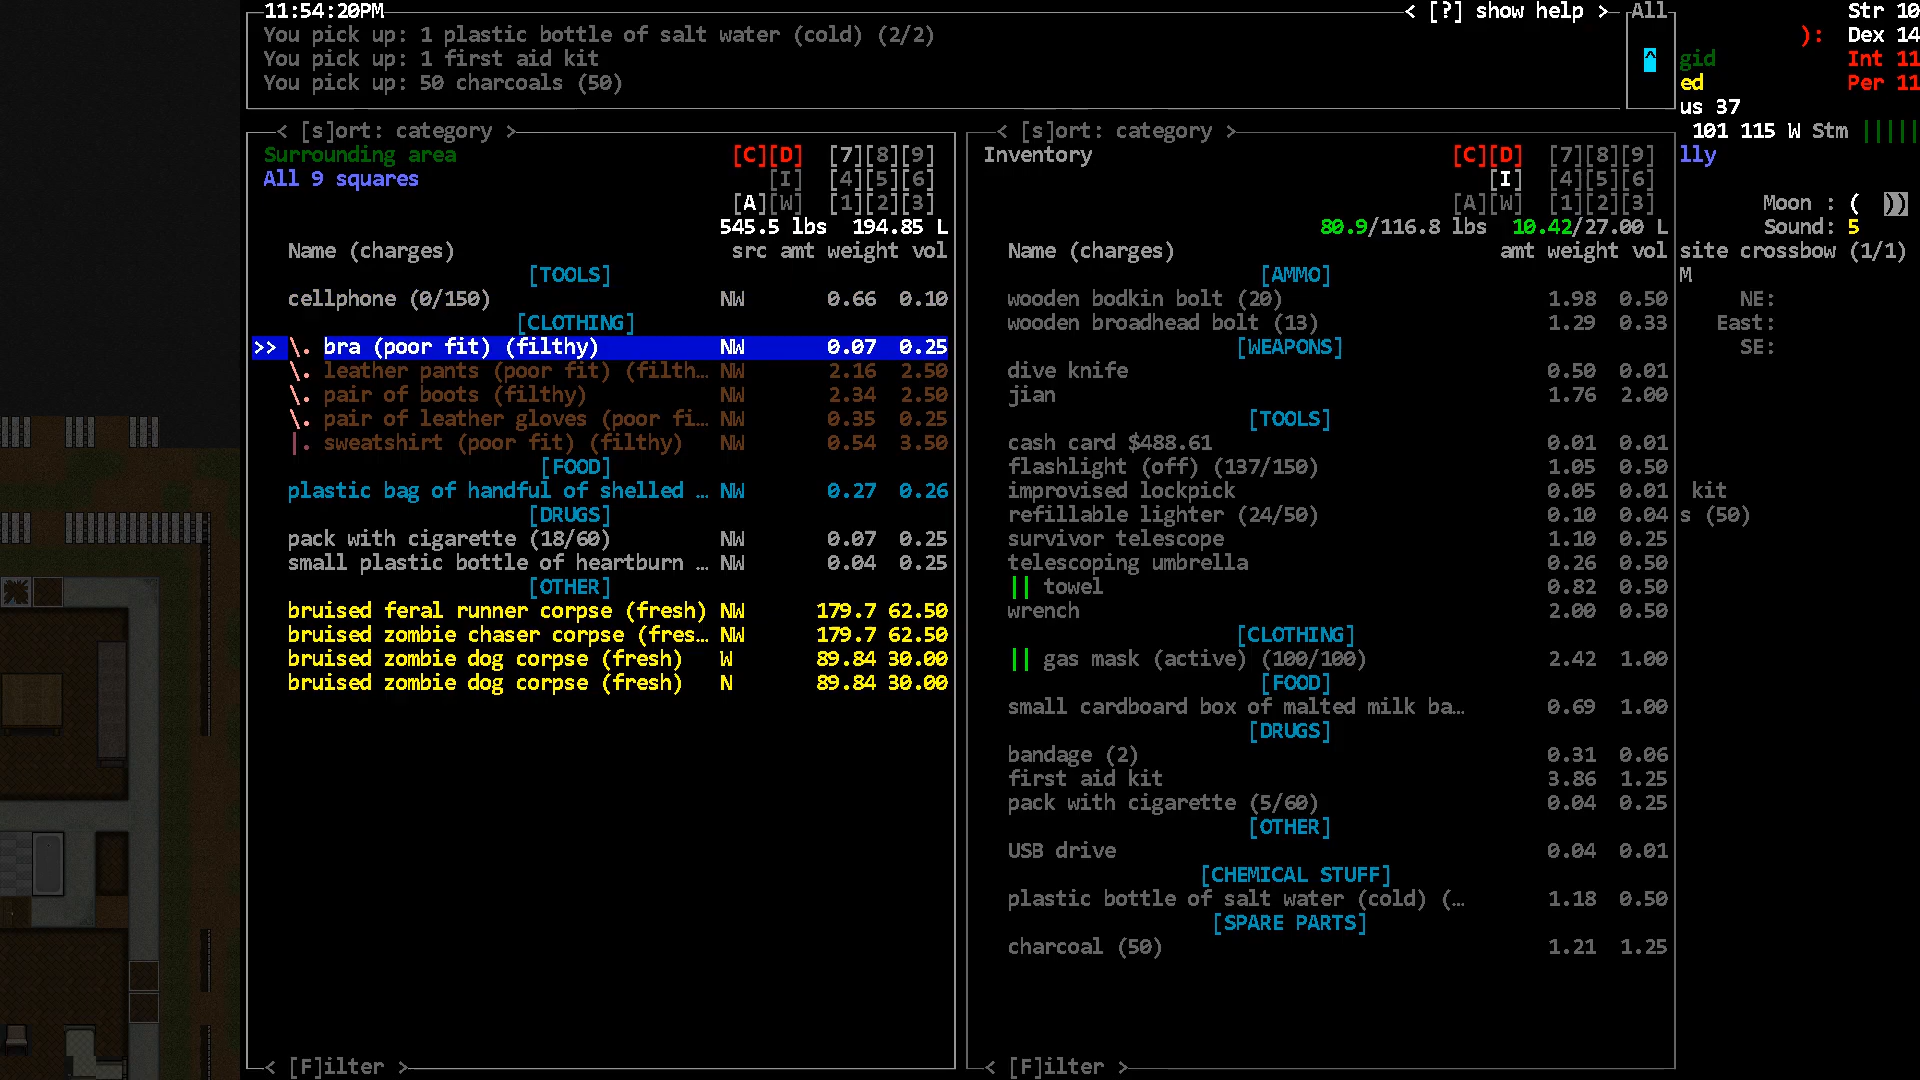 11:54:20PM < [?] show help > All Str 10
You pick up: 1 plastic bottle of salt water (cold) (2/2) ): Dex 14
You pick up: 1 first aid kit ^ gid Int 11
You pick up: 50 charcoals (50) ed Per 11
us 37
< [s]ort: category > < [s]ort: category > 101 115 W Stm |||||
Surrounding area [C][D] [7][8][9] Inventory [C][D] [7][8][9] lly
All 9 squares [I] [4][5][6] [I] [4][5][6]
[A][W] [1][2][3] [A][W] [1][2][3] Moon : ( ))
545.5 lbs 194.85 L 80.9/116.8 lbs 10.42/27.00 L Sound: 5
Name (charges) src amt weight vol Name (charges) amt weight vol site crossbow (1/1)
[TOOLS] [AMMO] M
cellphone (0/150) NW 0.66 0.10 wooden bodkin bolt (20) 1.98 0.50 NE:
[CLOTHING] wooden broadhead bolt (13) 1.29 0.33 East:
>> \. bra (poor fit) (filthy) NW 0.07 0.25 [WEAPONS] SE:
\. leather pants (poor fit) (filth… NW 2.16 2.50 dive knife 0.50 0.01
\. pair of boots (filthy) NW 2.34 2.50 jian 1.76 2.00
\. pair of leather gloves (poor fi… NW 0.35 0.25 [TOOLS]
|. sweatshirt (poor fit) (filthy) NW 0.54 3.50 cash card $488.61 0.01 0.01
[FOOD] flashlight (off) (137/150) 1.05 0.50
plastic bag of handful of shelled … NW 0.27 0.26 improvised lockpick 0.05 0.01 kit
[DRUGS] refillable lighter (24/50) 0.10 0.04 s (50)
pack with cigarette (18/60) NW 0.07 0.25 survivor telescope 1.10 0.25
small plastic bottle of heartburn … NW 0.04 0.25 telescoping umbrella 0.26 0.50
[OTHER] || towel 0.82 0.50
bruised feral runner corpse (fresh) NW 179.7 62.50 wrench 2.00 0.50
bruised zombie chaser corpse (fres… NW 179.7 62.50 [CLOTHING]
bruised zombie dog corpse (fresh) W 89.84 30.00 || gas mask (active) (100/100) 2.42 1.00
bruised zombie dog corpse (fresh) N 89.84 30.00 [FOOD]
small cardboard box of malted milk ba… 0.69 1.00
[DRUGS]
bandage (2) 0.31 0.06
first aid kit 3.86 1.25
pack with cigarette (5/60) 0.04 0.25
[OTHER]
USB drive 0.04 0.01
[CHEMICAL STUFF]
plastic bottle of salt water (cold) (… 1.18 0.50
[SPARE PARTS]
charcoal (50) 1.21 1.25
< [F]ilter > < [F]ilter >